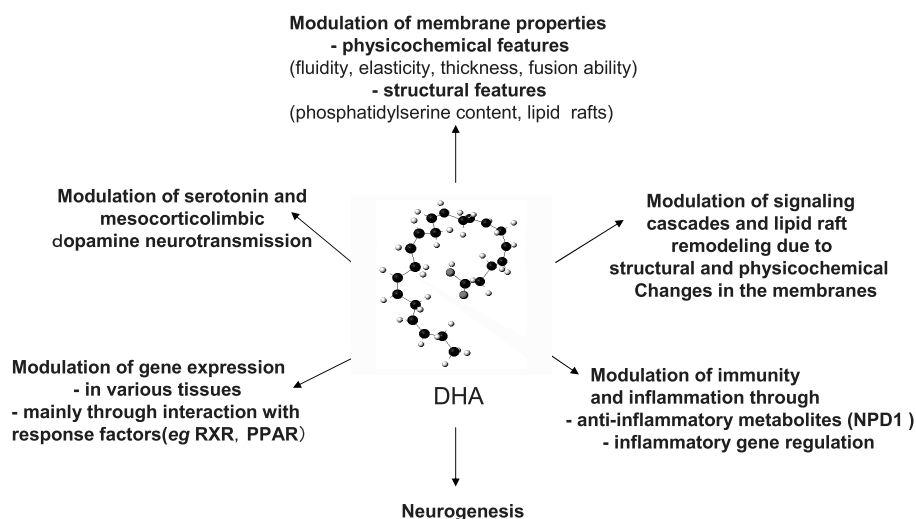 Modulation of membrane properties
- physicochemical features
(fluidity, elasticity, thickness, fusion ability)
- structural features
(phosphatidylserine content, lipid rafts)
Modulation of serotonin and
mesocorticolimbic
dopamine neurotransmission
Modulation of signaling
cascades and lipid raft
remodeling due to
structural and physicochemical
Changes in the membranes
Modulation of gene expression
- in various tissues
- mainly through interaction with
response factors(eg RXR, PPAR)
DHA
Modulation of immunity
and inflammation through
- anti-inflammatory metabolites (NPD1 )
- inflammatory gene regulation
Neurogenesis